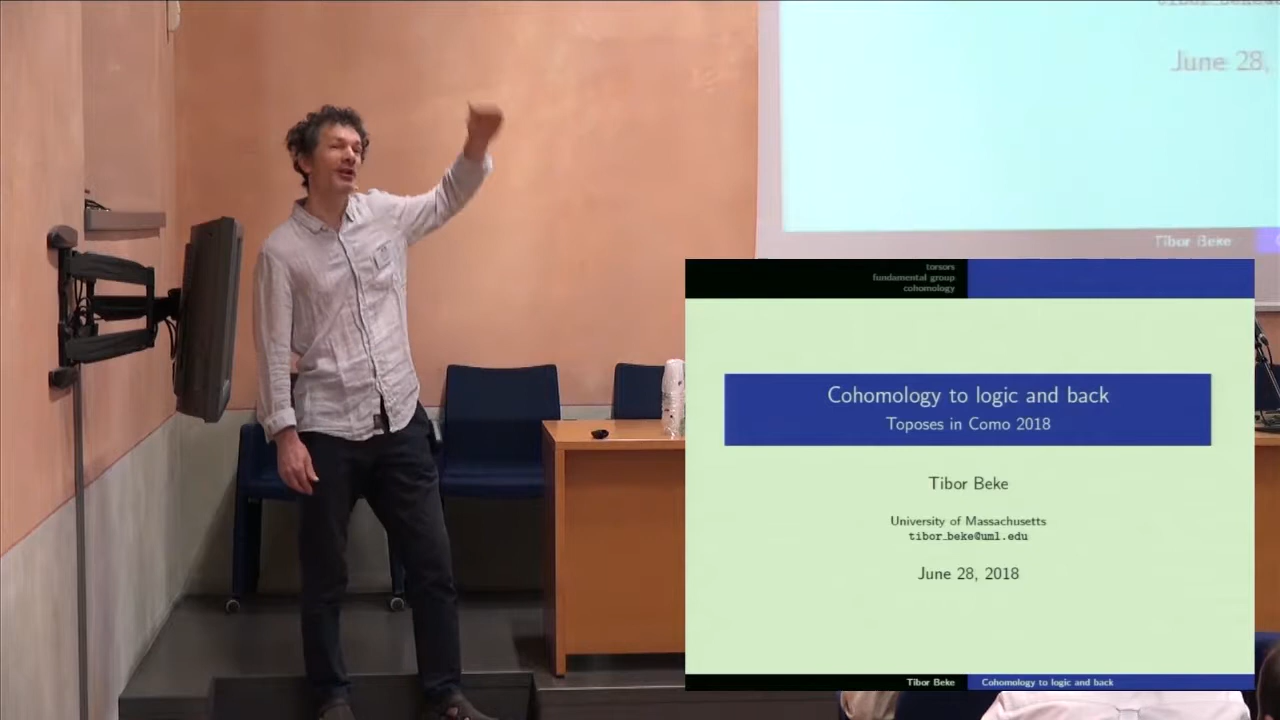 June 28,
Tibor Beke
torsors
fundamental group
cohomology
Cohomology to logic and back
Toposes in Como 2018
Tibor Beke
University of Massachusetts
tibor_beke@uml.edu
June 28, 2018
Tibor Beke
Cohomology to logic and back